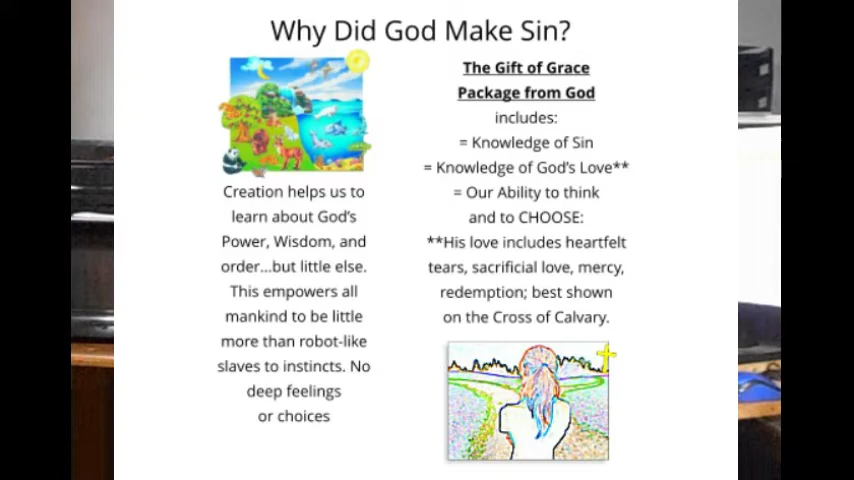 Why Did God Make Sin?
Creation helps us to
learn about God's
Power, Wisdom, and
order...but little else.
This empowers all
mankind to be little
more than robot-like
slaves to instincts. No
deep feelings
or choices
The Gift of Grace
Package from God
includes:
= Knowledge of Sin
= Knowledge of God's Love**
= Our Ability to think
and to CHOOSE:
**His love includes heartfelt
tears, sacrificial love, mercy,
redemption; best shown
on the Cross of Calvary.